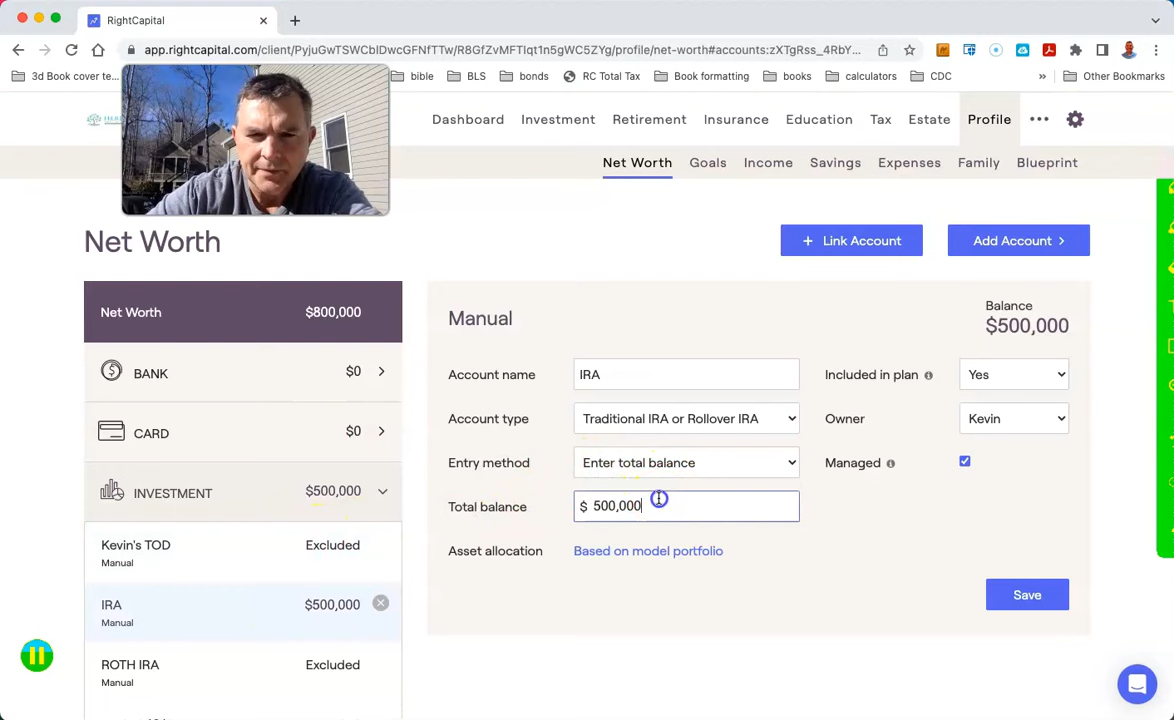 RightCapital
app.rightcapital.com/client/PyjuGwTSWCbIDwcGFNfTTw/R8GfZvMFTIqt1n5gWC5ZYg/profile/net-worth#accounts:zXTgRss_4RbY...
3d Book cover te... bible BLS bonds RC Total Tax Book formatting books calculators CDC » Other Bookmarks
Dashboard Investment Retirement Insurance Education Tax Estate Profile
Net Worth Goals Income Savings Expenses Family Blueprint
Net Worth
+ Link Account
Add Account
Net Worth $800,000
BANK $0
CARD $0
INVESTMENT $500,000
Kevin's TOD Excluded
Manual
IRA $500,000
Manual
ROTH IRA Excluded
Manual
Manual
Balance
$500,000
Account name IRA
Included in plan Yes
Account type Traditional IRA or Rollover IRA
Owner Kevin
Entry method Enter total balance
Managed
Total balance $ 500,000
Asset allocation Based on model portfolio
Save